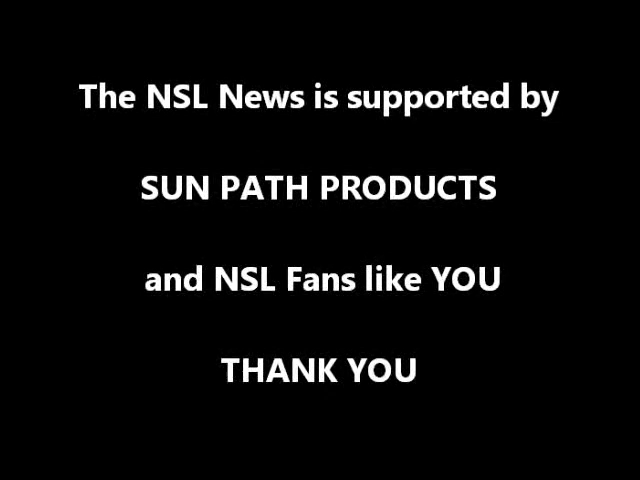 The NSL News is supported by
SUN PATH PRODUCTS
and NSL Fans like YOU
THANK YOU